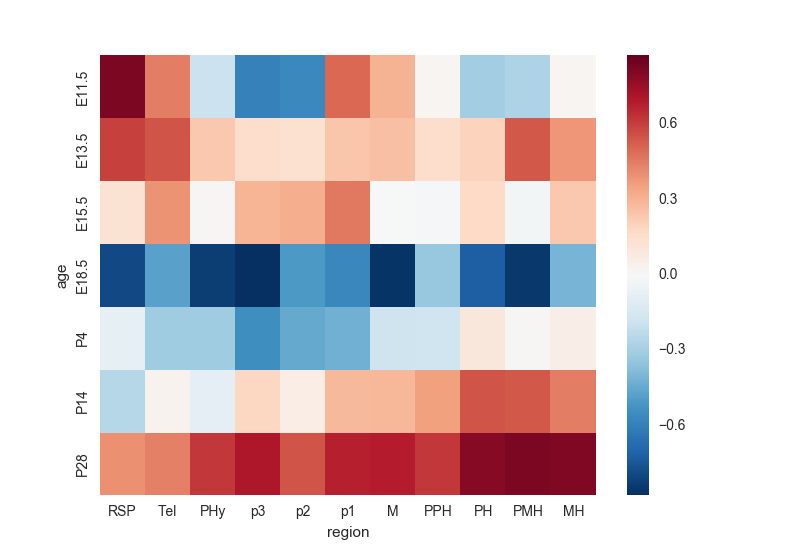 E11.5
E13.5
E15.5
E18.5
P4
P14
P28
age
RSP Tel PHy p3 p2 p1 M PPH PH PMH MH
region
0.6
0.3
0.0
−0.3
−0.6